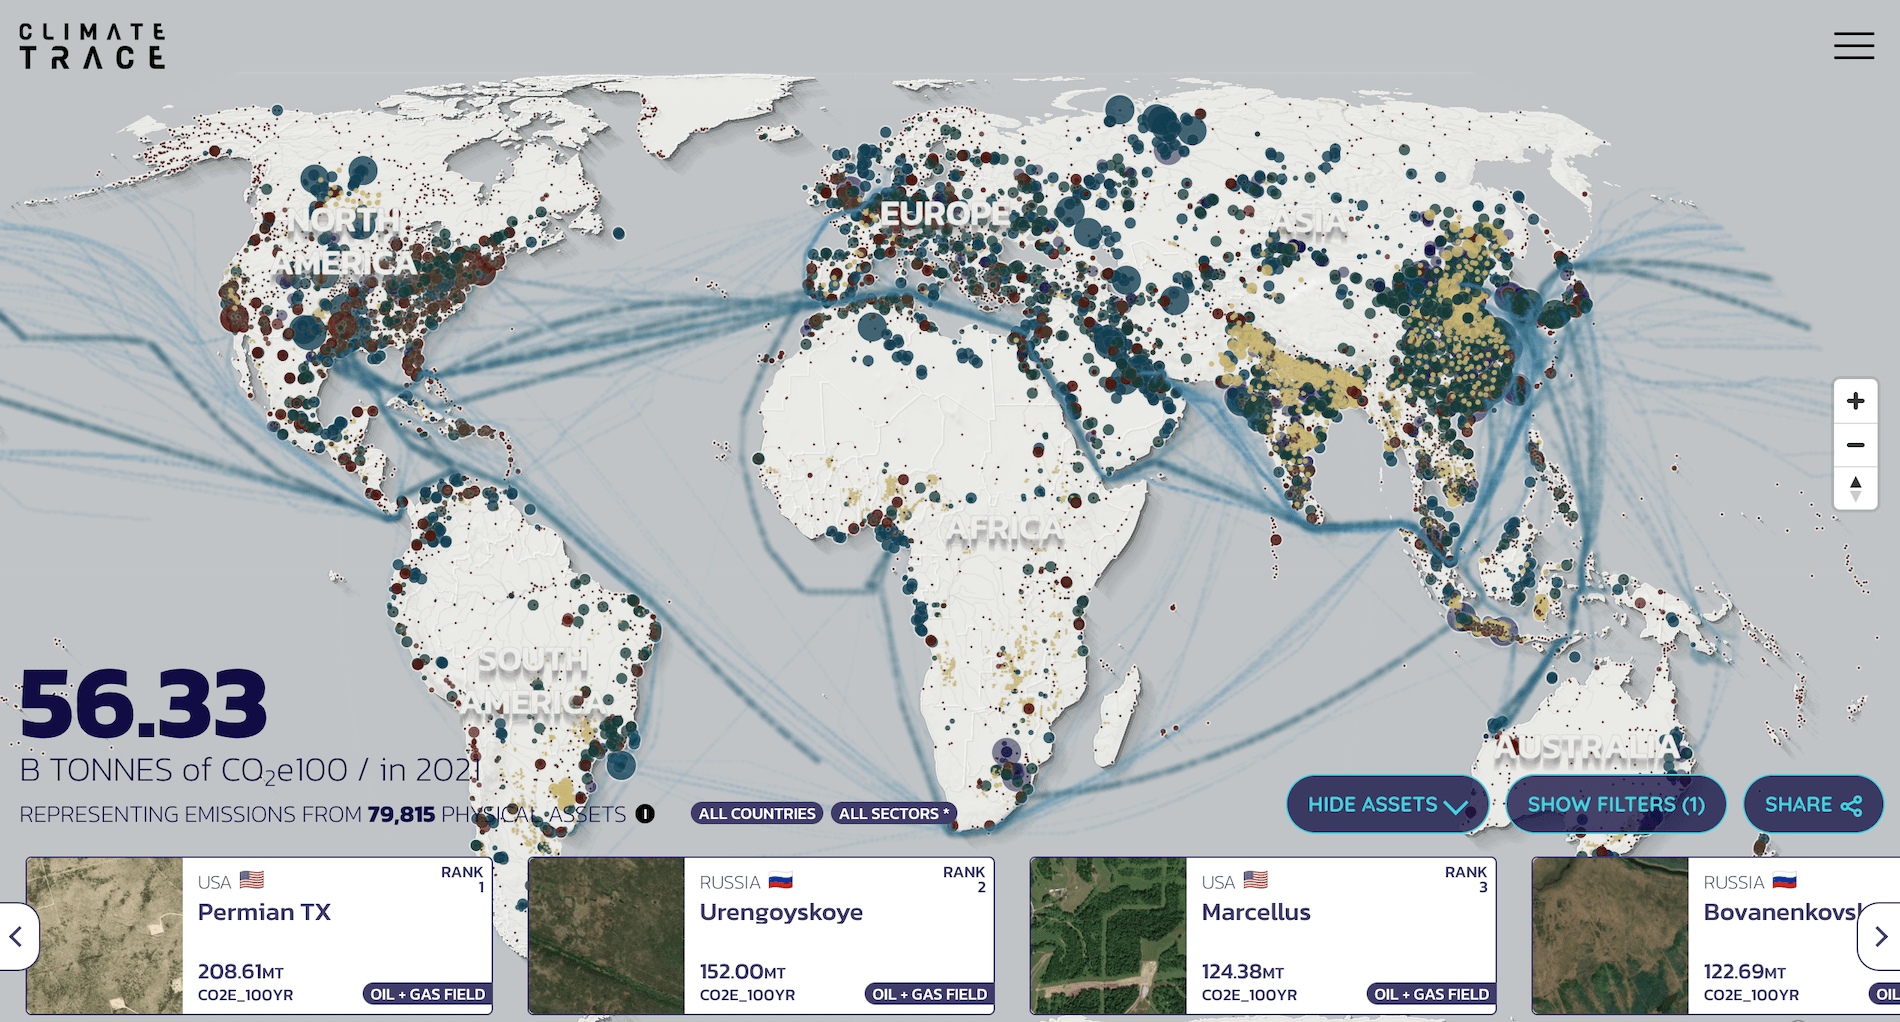 CLIMATE
TRACE
NORTH
AMERICA
EUROPE
ASIA
AFRICA
SOUTH
AMERICA
AUSTRALIA
56.33
B TONNES of CO₂e100 / in 2021
REPRESENTING EMISSIONS FROM 79,815 PHYSICAL ASSETS i
ALL COUNTRIES
ALL SECTORS *
HIDE ASSETS
SHOW FILTERS (1)
SHARE
USA
RANK
1
Permian TX
208.61MT
CO2E_100YR
OIL + GAS FIELD
RUSSIA
RANK
2
Urengoyskoye
152.00MT
CO2E_100YR
OIL + GAS FIELD
USA
RANK
3
Marcellus
124.38MT
CO2E_100YR
OIL + GAS FIELD
RUSSIA
Bovanenkovs
122.69MT
CO2E_100YR
OIL